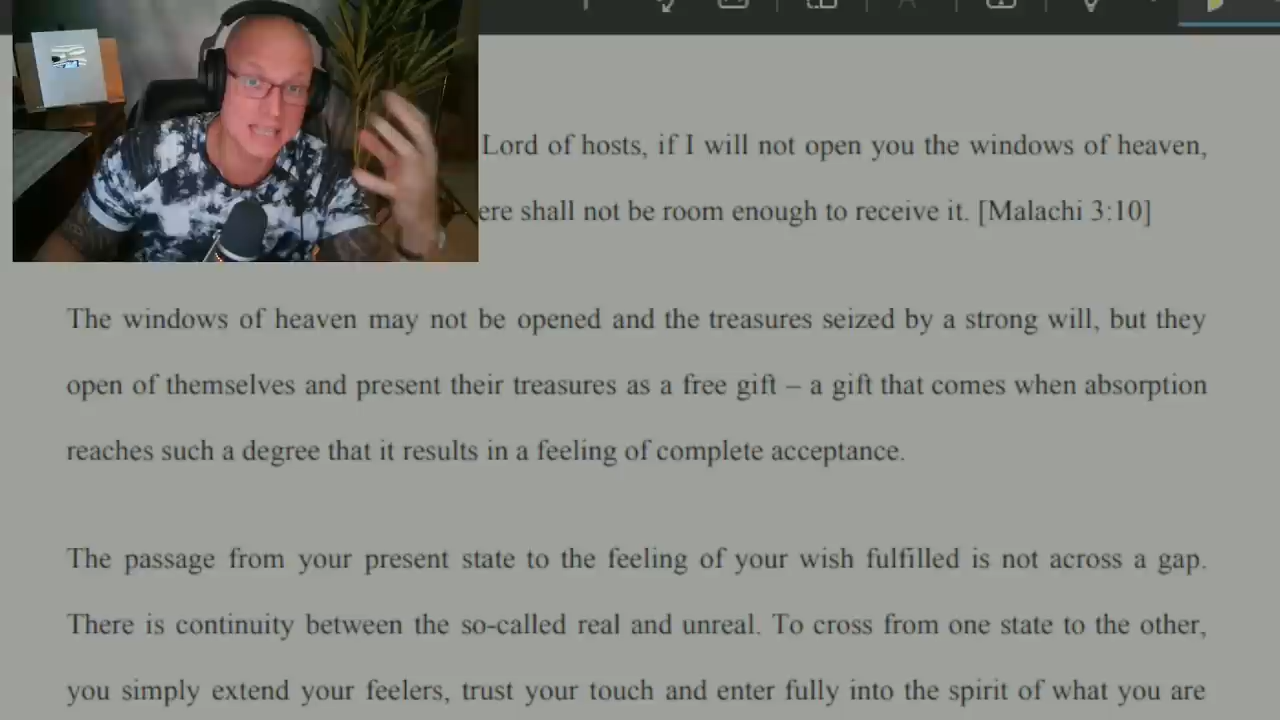 Lord of hosts, if I will not open you the windows of heaven,
ere shall not be room enough to receive it. [Malachi 3:10]
The windows of heaven may not be opened and the treasures seized by a strong will, but they
open of themselves and present their treasures as a free gift – a gift that comes when absorption
reaches such a degree that it results in a feeling of complete acceptance.
The passage from your present state to the feeling of your wish fulfilled is not across a gap.
There is continuity between the so-called real and unreal. To cross from one state to the other,
you simply extend your feelers, trust your touch and enter fully into the spirit of what you are